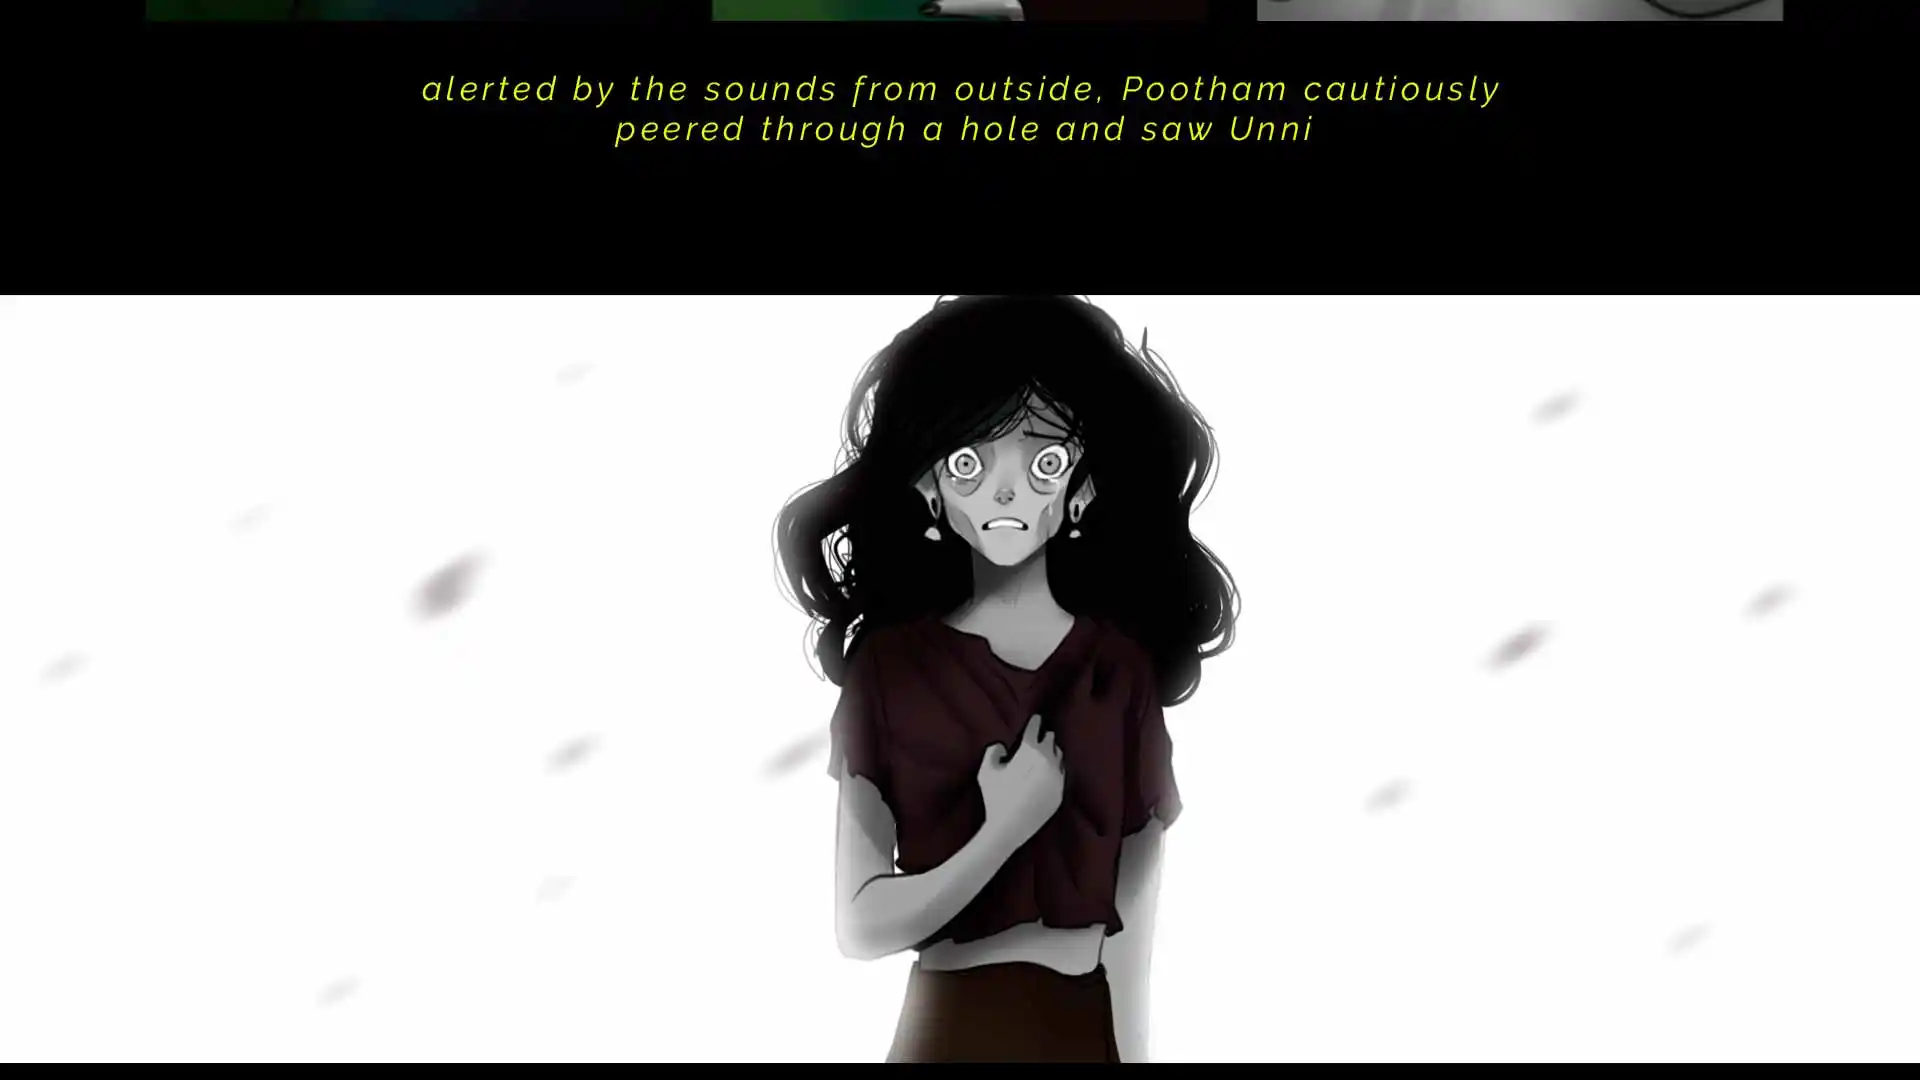 alerted by the sounds from outside, Pootham cautiously
peered through a hole and saw Unni